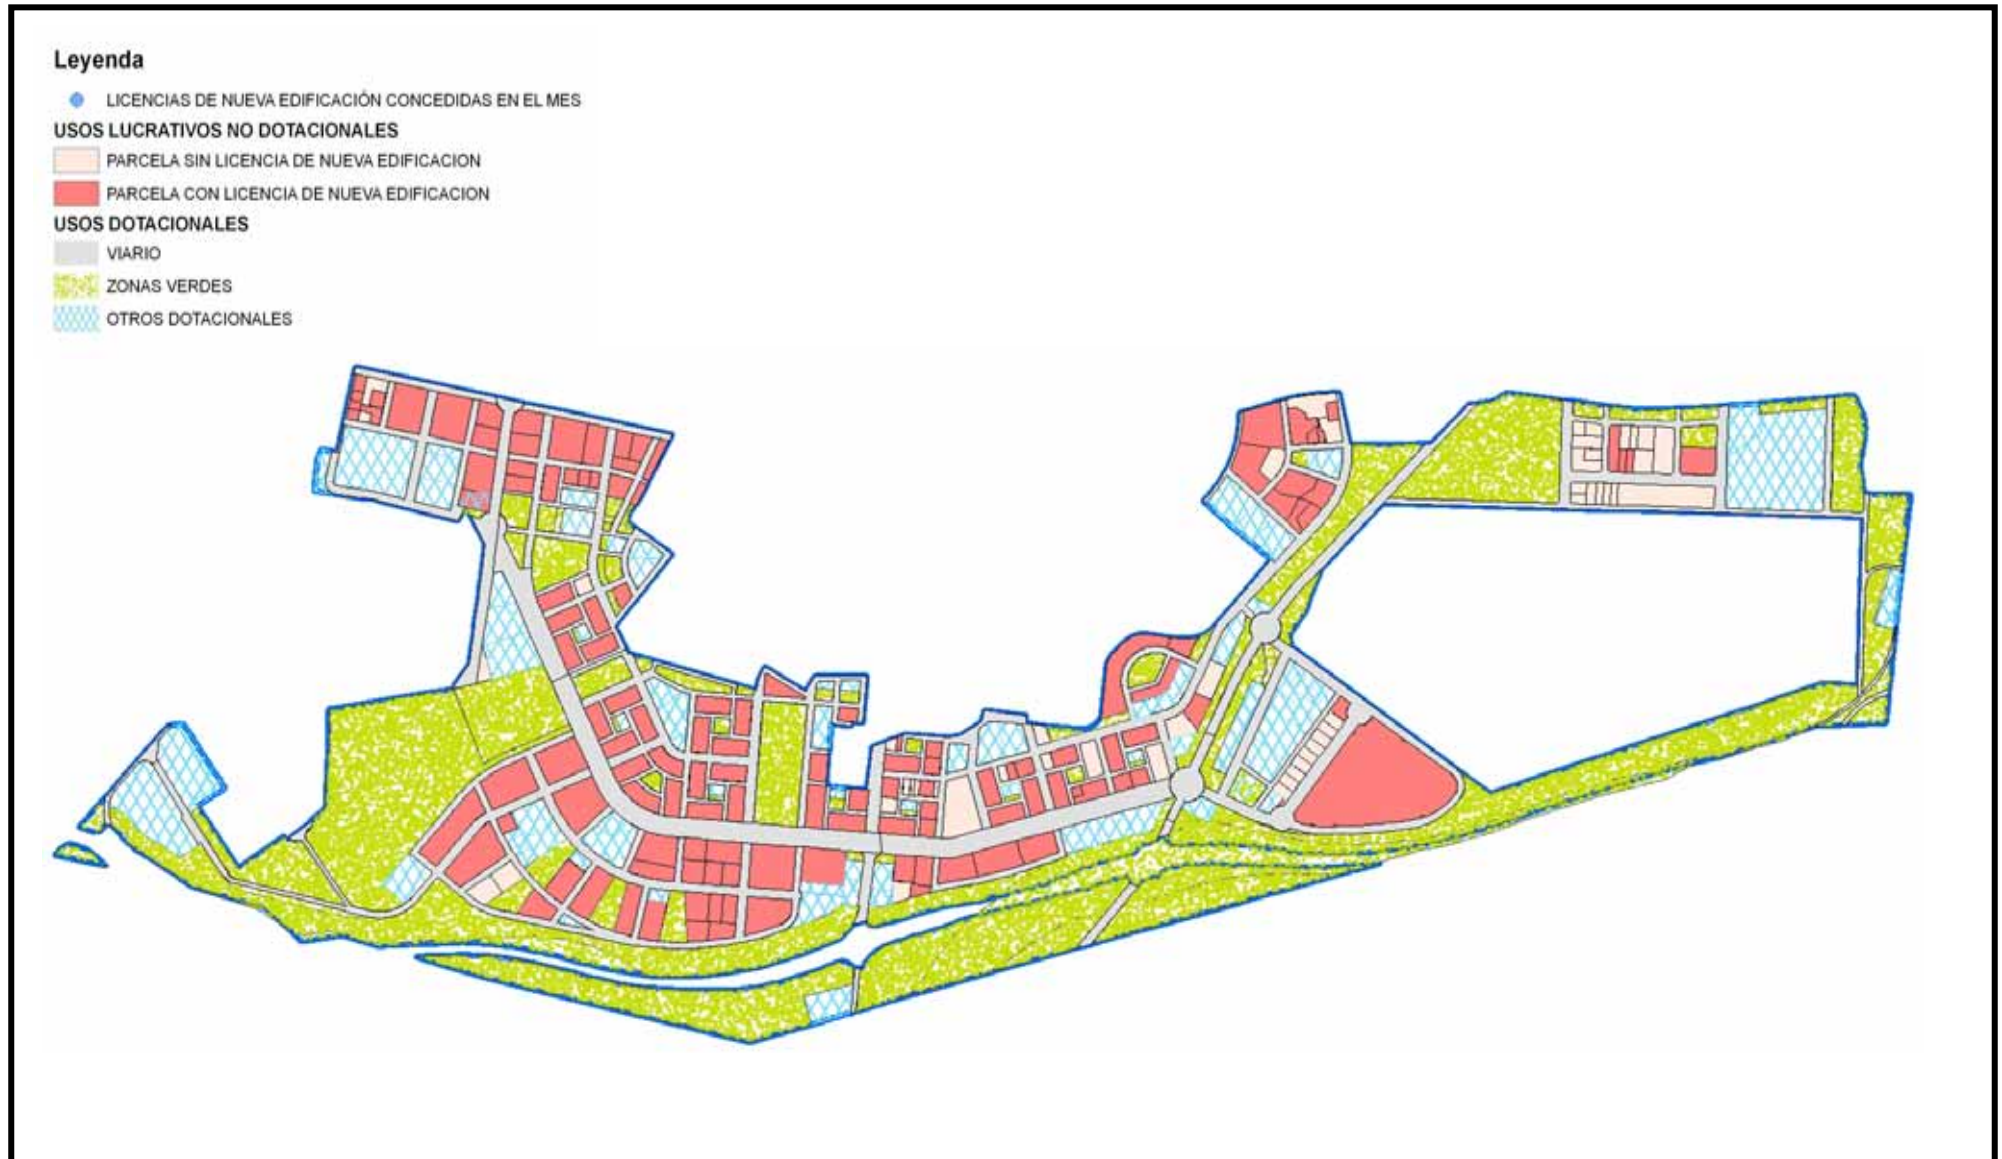 Leyenda
LICENCIAS DE NUEVA EDIFICACIÓN CONCEDIDAS EN EL MES
USOS LUCRATIVOS NO DOTACIONALES
PARCELA SIN LICENCIA DE NUEVA EDIFICACION
PARCELA CON LICENCIA DE NUEVA EDIFICACION
USOS DOTACIONALES
VIARIO
ZONAS VERDES
OTROS DOTACIONALES